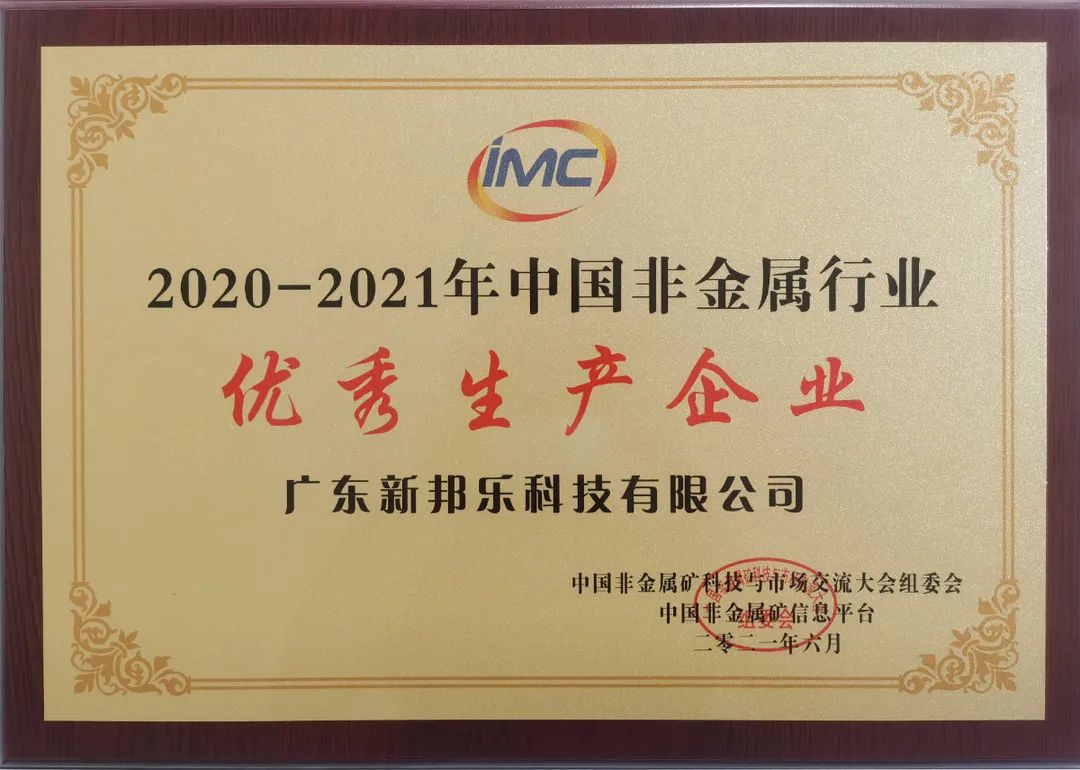 iMC
2020-2021年中国非金属行业
优秀生产企业
广东新邦乐科技有限公司
中国非金属矿科技与市场交流大会组委会
中国非金属矿信息平台
二零二一年六月
组委会